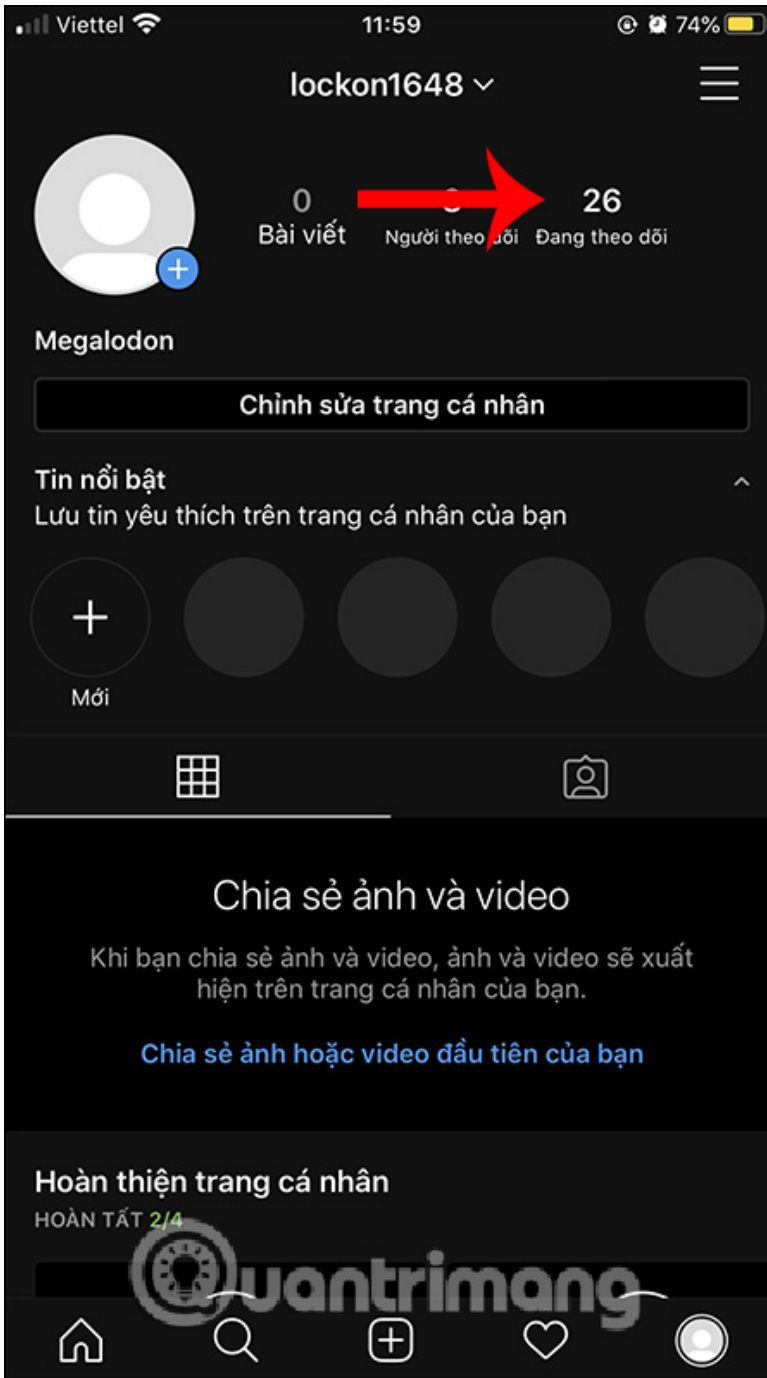 Viettel 11:59 74%
lockon1648
0 26
Bài viết Người theo dõi Đang theo dõi
Megalodon
Chỉnh sửa trang cá nhân
Tin nổi bật
Lưu tin yêu thích trên trang cá nhân của bạn
Mới
Chia sẻ ảnh và video
Khi bạn chia sẻ ảnh và video, ảnh và video sẽ xuất
hiện trên trang cá nhân của bạn.
Chia sẻ ảnh hoặc video đầu tiên của bạn
Hoàn thiện trang cá nhân
HOÀN TẤT 2/4
Quantrimang